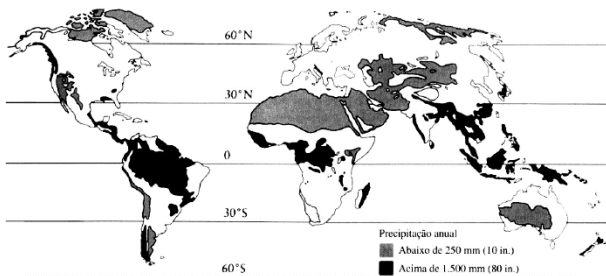 60°N
30°N
0
30°S
60°S
Precipitação anual
Abaixo de 250 mm (10 in.)
Acima de 1.500 mm (80 in.)